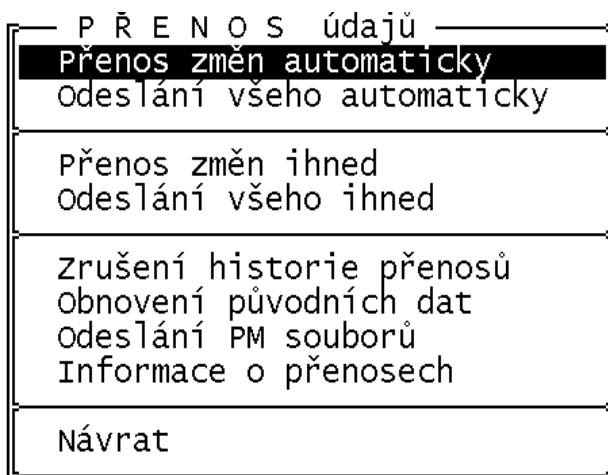 P Ř E N O S údajů
Přenos změn automaticky
Odeslání všeho automaticky
Přenos změn ihned
Odeslání všeho ihned
Zrušení historie přenosů
Obnovení původních dat
Odeslání PM souborů
Informace o přenosech
Návrat